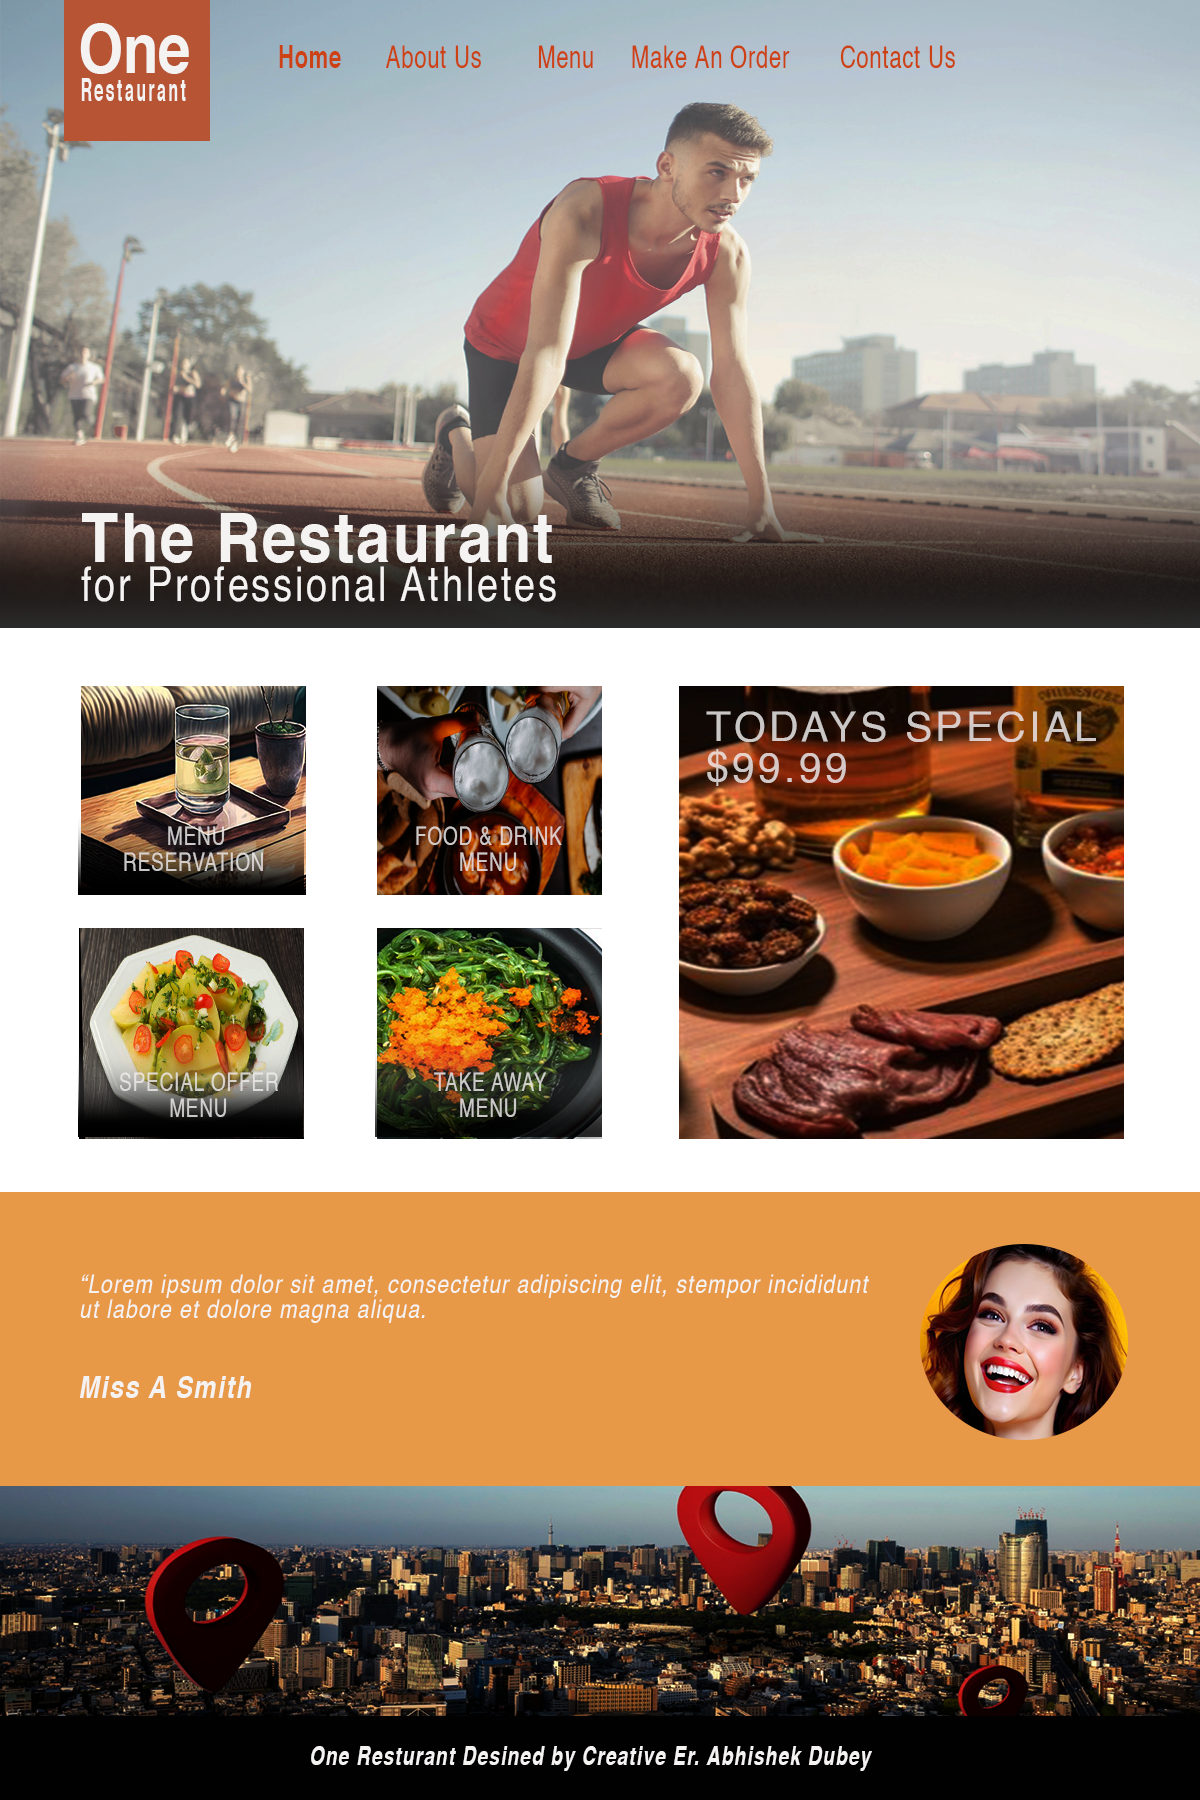 One
Restaurant
Home About Us Menu Make An Order Contact Us
The Restaurant
for Professional Athletes
MENU
RESERVATION
FOOD & DRINK
MENU
TODAYS SPECIAL
$99.99
SPECIAL OFFER
MENU
TAKE AWAY
MENU
“Lorem ipsum dolor sit amet, consectetur adipiscing elit, stempor incididunt
ut labore et dolore magna aliqua.
Miss A Smith
One Resturant Desined by Creative Er. Abhishek Dubey